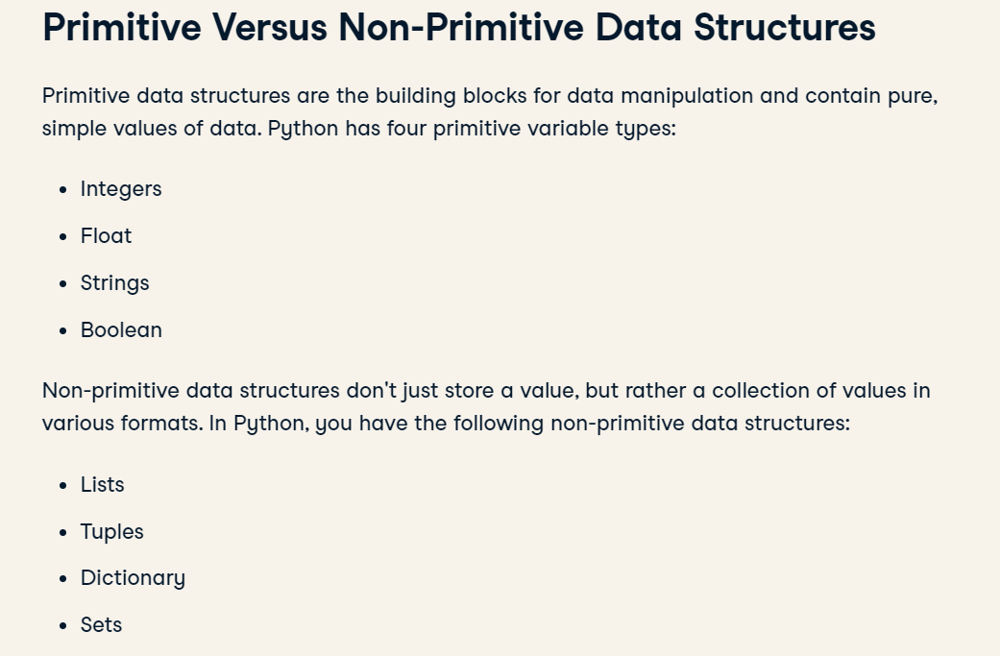 Primitive Versus Non-Primitive Data Structures
Primitive data structures are the building blocks for data manipulation and contain pure,
simple values of data. Python has four primitive variable types:
• Integers
• Float
• Strings
• Boolean
Non-primitive data structures don't just store a value, but rather a collection of values in
various formats. In Python, you have the following non-primitive data structures:
• Lists
• Tuples
• Dictionary
• Sets